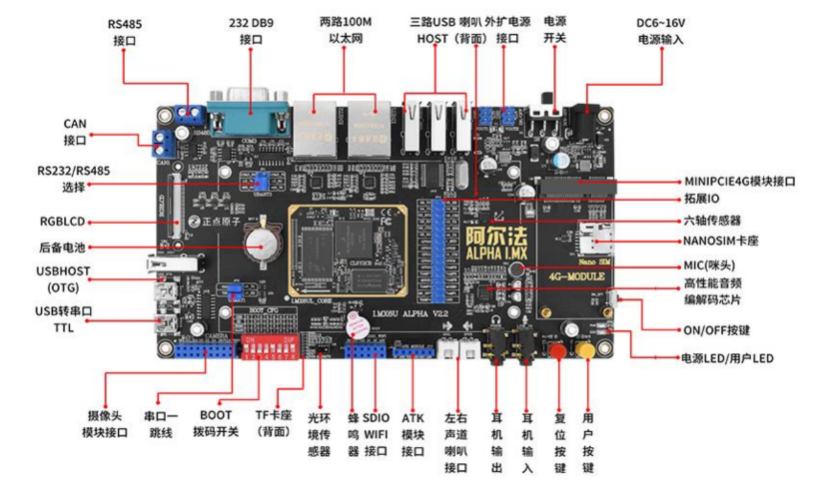 RS485
接口
232 DB9
接口
两路100M
以太网
三路USB 喇叭 外扩电源
HOST（背面） 接口
电源
开关
DC6~16V
电源输入
CAN
接口
RS232/RS485
选择
RGBLCD
后备电池
USBHOST
(OTG)
USB转串口
TTL
MINIPCIE4G模块接口
拓展IO
六轴传感器
NANOSIM卡座
MIC(咪头)
高性能音频
编解码芯片
ON/OFF按键
电源LED/用户LED
正点原子
阿尔法
ALPHA I.MX
Nano SIM
4G-MODULE
I.MX6U ALPHA V2.2
BOOT_CFG
COM3
CAN1
摄像头
模块接口
串口一
跳线
BOOT
拨码开关
TF卡座
（背面）
光环
境传
感器
蜂
鸣
器
SDIO
WIFI
接口
ATK
模块
接口
左右
声道
喇叭
接口
耳
机
输
出
耳
机
输
入
复
位
按
键
用
户
按
键